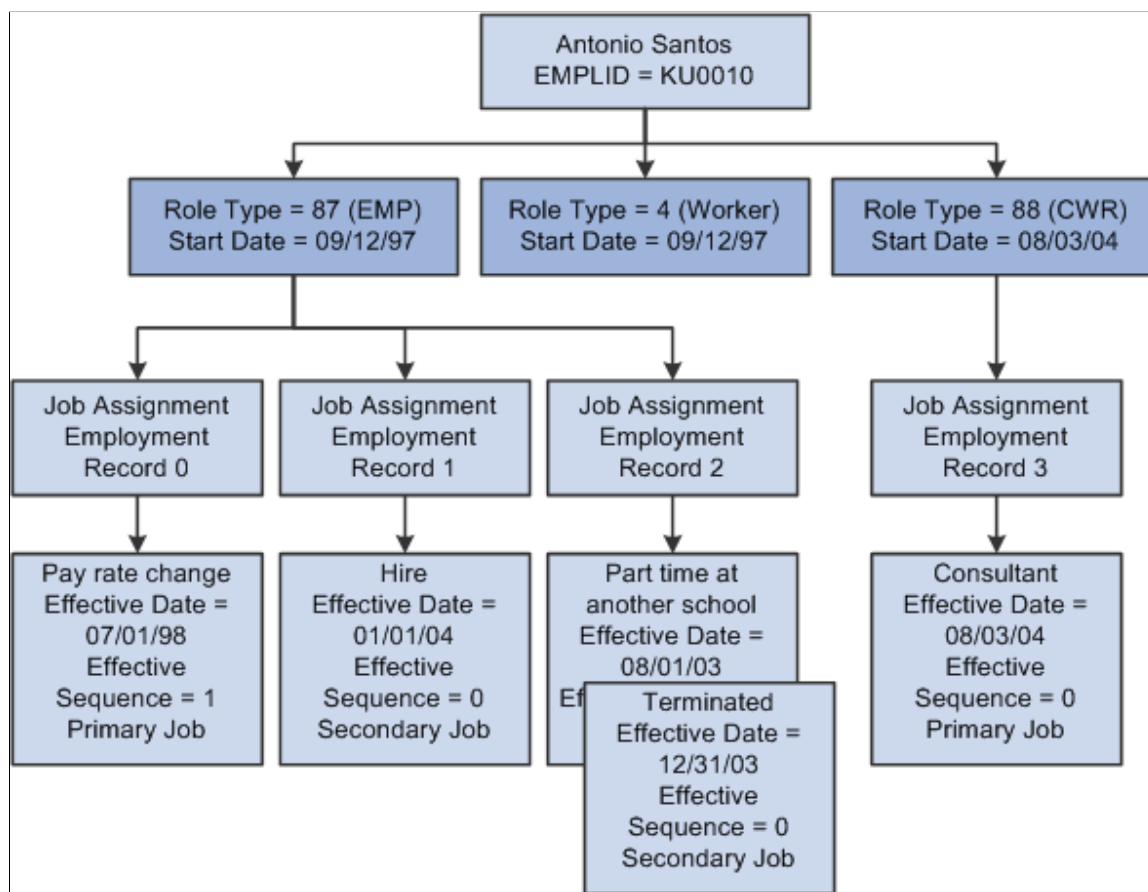 Antonio Santos
EMPLID = KU0010
Role Type = 87 (EMP)
Start Date = 09/12/97
Role Type = 4 (Worker)
Start Date = 09/12/97
Role Type = 88 (CWR)
Start Date = 08/03/04
Job Assignment
Employment
Record 0
Job Assignment
Employment
Record 1
Job Assignment
Employment
Record 2
Job Assignment
Employment
Record 3
Pay rate change
Effective Date =
07/01/98
Effective
Sequence = 1
Primary Job
Hire
Effective Date =
01/01/04
Effective
Sequence = 0
Secondary Job
Part time at
another school
Effective Date =
08/01/03
Terminated
Effective Date =
12/31/03
Effective
Sequence = 0
Secondary Job
Consultant
Effective Date =
08/03/04
Effective
Sequence = 0
Primary Job